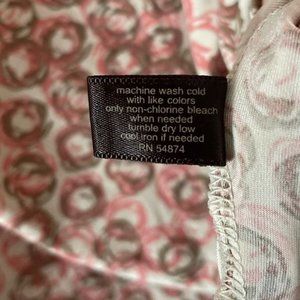 machine wash cold
with like colors
only non-chlorine bleach
when needed
tumble dry low
cool iron if needed
RN 54874